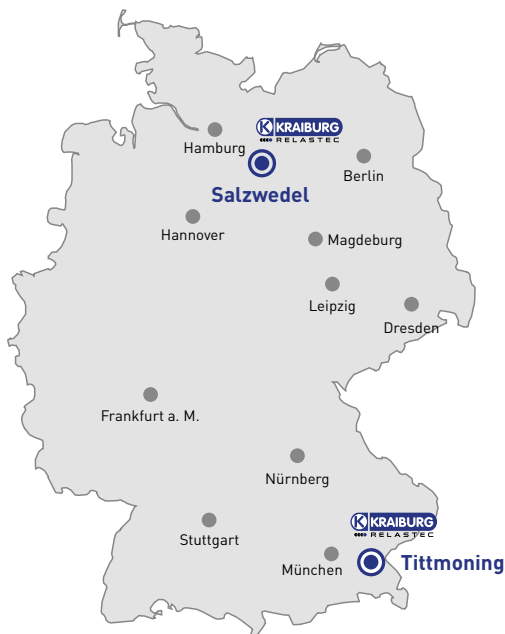 KRAIBURG
RELASTEC
Hamburg
Berlin
Salzwedel
Hannover
Magdeburg
Leipzig
Dresden
Frankfurt a. M.
Nürnberg
KRAIBURG
RELASTEC
Stuttgart
München
Tittmoning